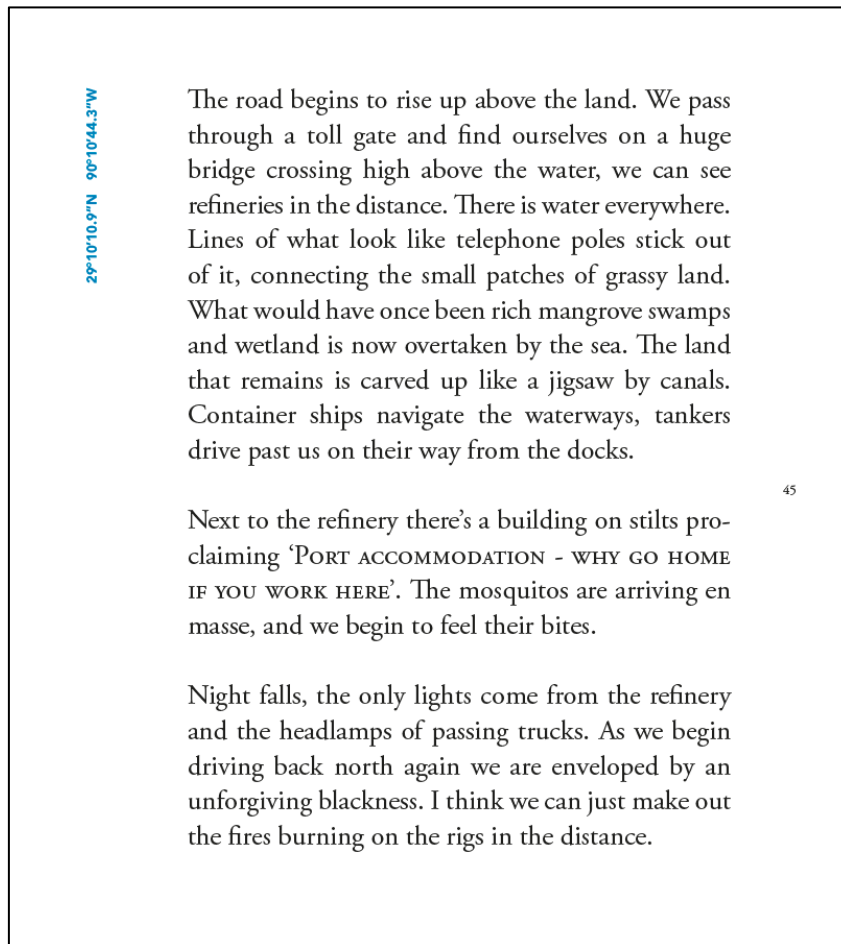 29°10'10.9"N 90°10'44.3"W
The road begins to rise up above the land. We pass
through a toll gate and find ourselves on a huge
bridge crossing high above the water, we can see
refineries in the distance. There is water everywhere.
Lines of what look like telephone poles stick out
of it, connecting the small patches of grassy land.
What would have once been rich mangrove swamps
and wetland is now overtaken by the sea. The land
that remains is carved up like a jigsaw by canals.
Container ships navigate the waterways, tankers
drive past us on their way from the docks.
45
Next to the refinery there’s a building on stilts pro-
claiming ‘Port accommodation - why go home
if you work here’. The mosquitos are arriving en
masse, and we begin to feel their bites.
Night falls, the only lights come from the refinery
and the headlamps of passing trucks. As we begin
driving back north again we are enveloped by an
unforgiving blackness. I think we can just make out
the fires burning on the rigs in the distance.